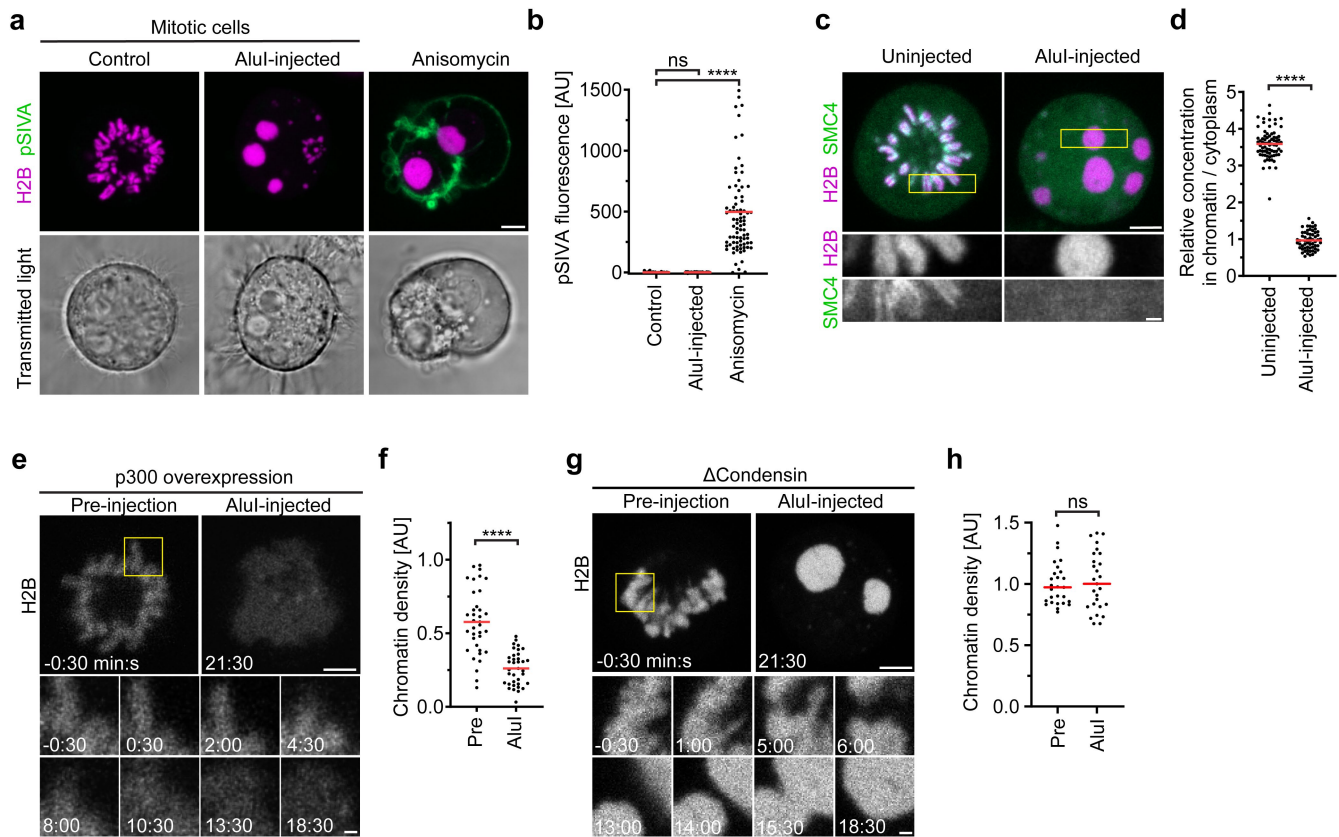 a
Mitotic cells
Control
AluI-injected
Anisomycin
H2B pSIVA
Transmitted light
b
pSIVA fluorescence [AU]
ns
****
1500
1000
500
0
Control
AluI-injected
Anisomycin
c
Uninjected
AluI-injected
H2B SMC4
H2B
SMC4
d
Relative concentration
in chromatin / cytoplasm
****
5
4
3
2
1
0
Uninjected
AluI-injected
e
p300 overexpression
Pre-injection
AluI-injected
H2B
-0:30 min:s
21:30
-0:30
0:30
2:00
4:30
8:00
10:30
13:30
18:30
f
Chromatin density [AU]
****
1.0
0.5
0.0
Pre
AluI
g
ΔCondensin
Pre-injection
AluI-injected
H2B
-0:30 min:s
21:30
-0:30
1:00
5:00
6:00
13:00
14:00
15:30
18:30
h
Chromatin density [AU]
ns
1.5
1.0
0.5
0.0
Pre
AluI